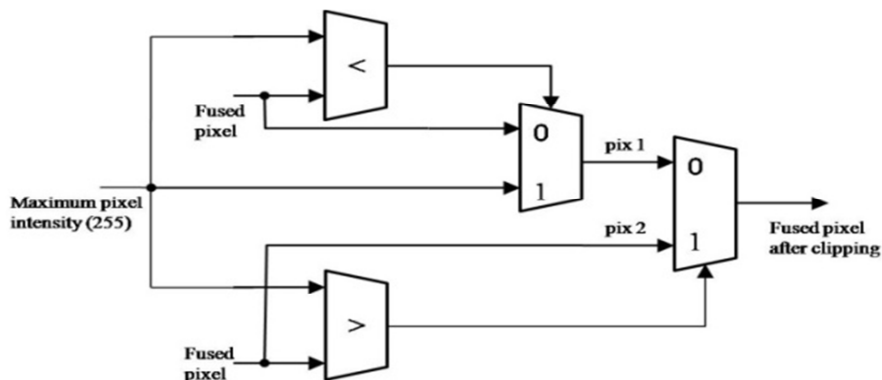 <
Fused
pixel
0
1
pix 1
0
Maximum pixel
intensity (255)
pix 2
1
Fused pixel
after clipping
>
Fused
pixel